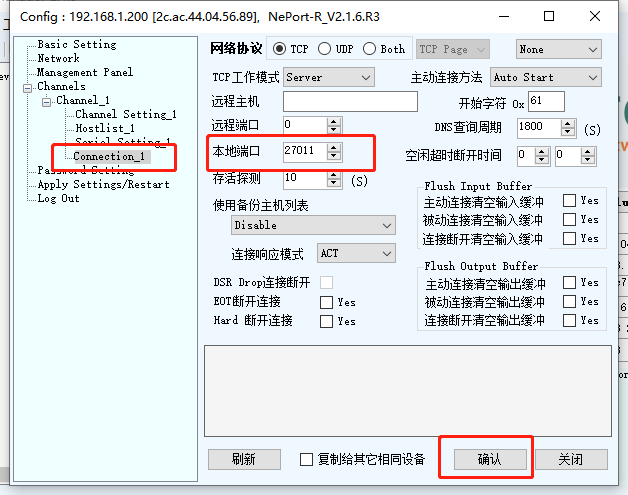 Config : 192.168.1.200 [2c.ac.44.04.56.89], NePort-R_V2.1.6.R3
Basic Setting
Network
Management Panel
Channels
Channel_1
Channel Setting_1
Hostlist_1
Serial Setting_1
Connection_1
Password Setting
Apply Settings/Restart
Log Out
网络协议 TCP UDP Both TCP Page None
TCP工作模式 Server 主动连接方法 Auto Start
远程主机 开始字符 0x 61
远程端口 0 DNS查询周期 1800 (S)
本地端口 27011 空闲超时断开时间 0 0
存活探测 10 (S)
Flush Input Buffer
主动连接清空输入缓冲 Yes
被动连接清空输入缓冲 Yes
连接断开清空输入缓冲 Yes
使用备份主机列表
Disable
连接响应模式 ACT
Flush Output Buffer
DSR Drop连接断开
主动连接清空输出缓冲 Yes
EOT断开连接 Yes
被动连接清空输出缓冲 Yes
Hard 断开连接 Yes
连接断开清空输出缓冲 Yes
刷新 复制给其它相同设备 确认 关闭